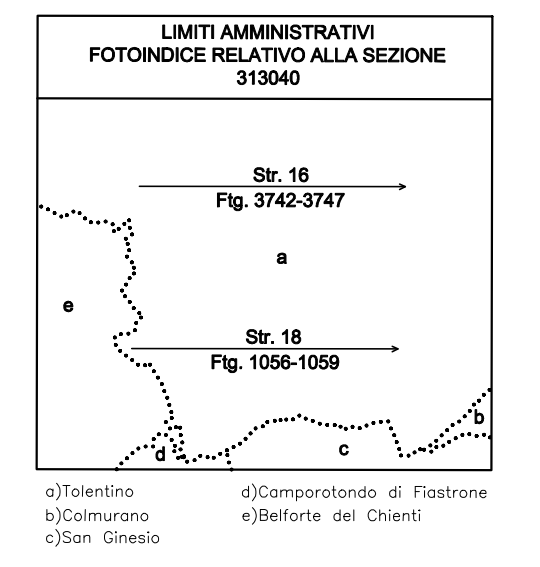 LIMITI AMMINISTRATIVI
FOTOINDICE RELATIVO ALLA SEZIONE
313040
Str. 16
Ftg. 3742-3747
a
e
Str. 18
Ftg. 1056-1059
b
c
d
a)Tolentino
b)Colmurano
c)San Ginesio
d)Camporotondo di Fiastrone
e)Belforte del Chienti